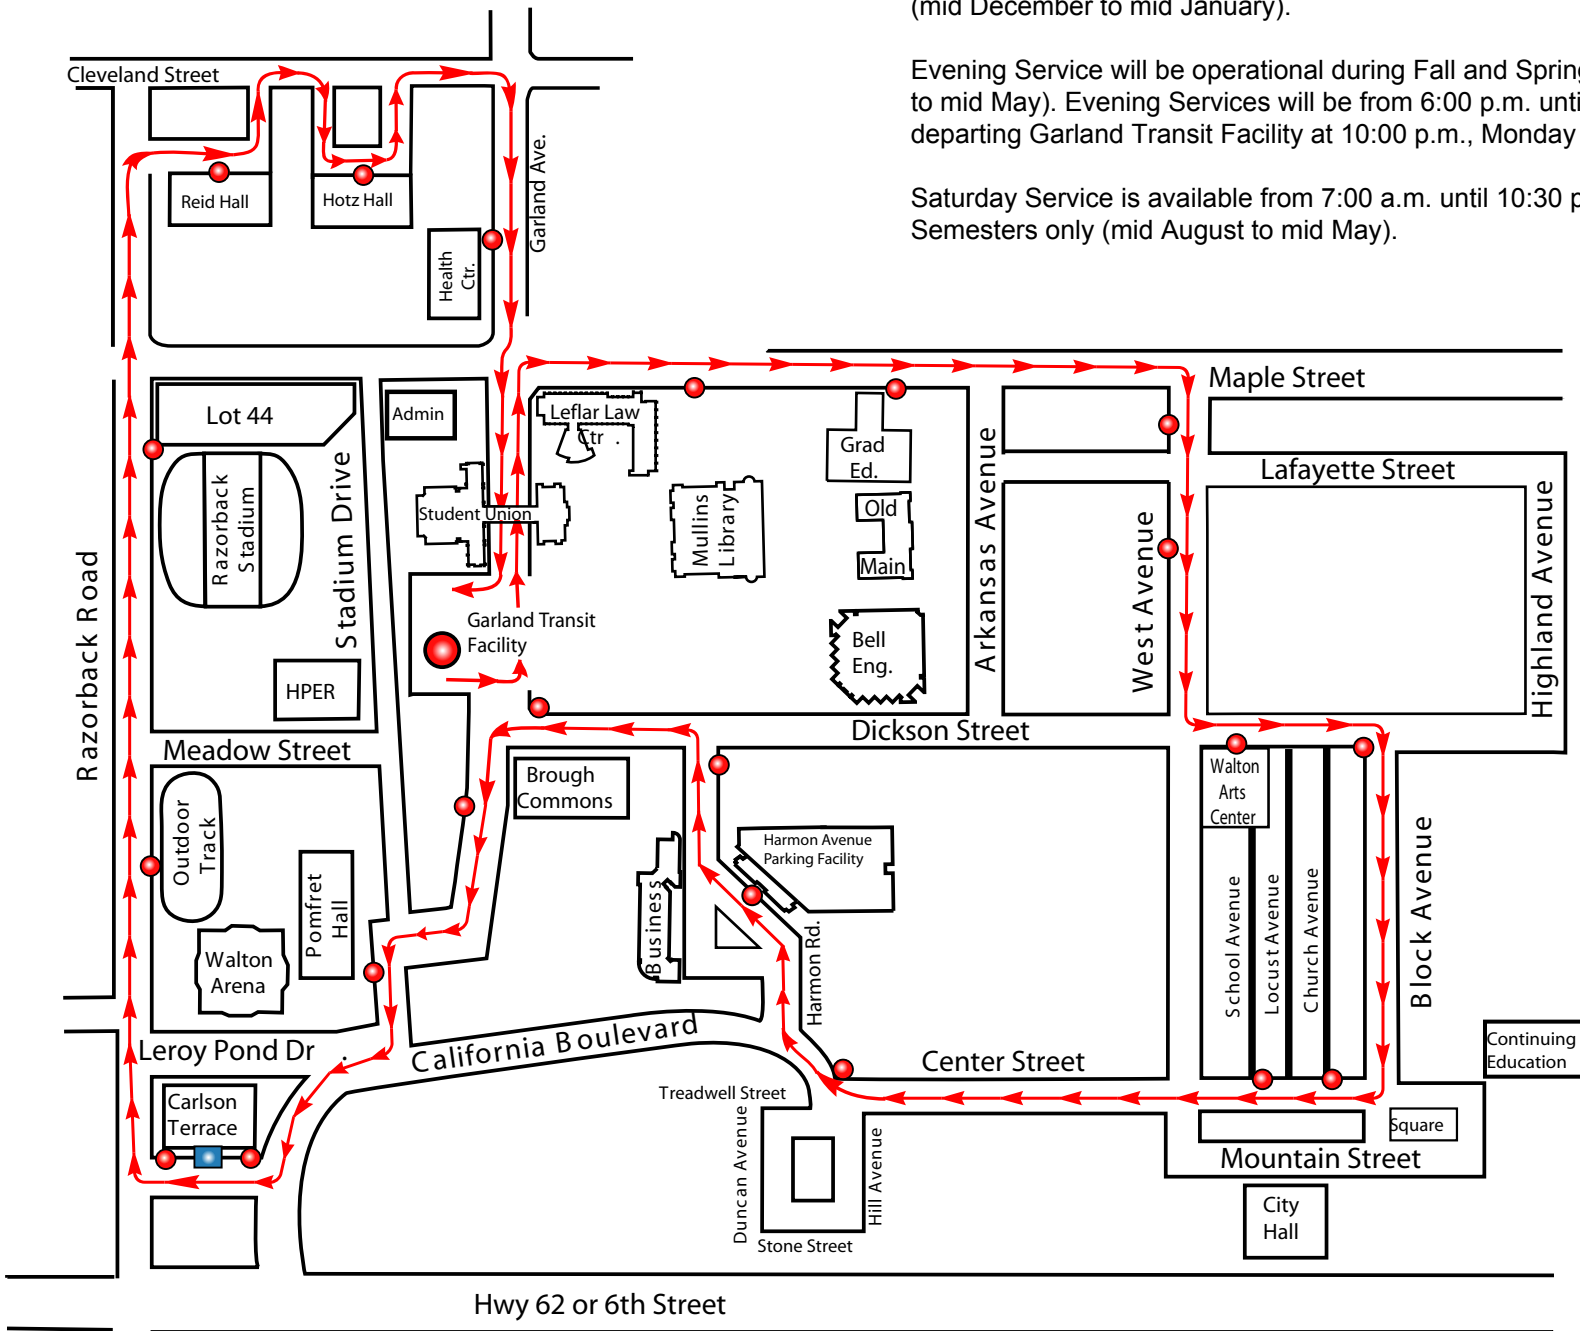 (mid December to mid January).
Evening Service will be operational during Fall and Spring
to mid May). Evening Services will be from 6:00 p.m. until
departing Garland Transit Facility at 10:00 p.m., Monday
Saturday Service is available from 7:00 a.m. until 10:30 p
Semesters only (mid August to mid May).
Cleveland Street
Garland Ave.
Reid Hall
Hotz Hall
Health
Ctr.
Maple Street
Lot 44
Admin
Leflar Law
Ctr .
Grad
Ed.
Lafayette Street
Razorback
Stadium
Stadium Drive
Student Union
Mullins
Library
Old
Main
Arkansas Avenue
West Avenue
Highland Avenue
Razorback Road
Garland Transit
Facility
Bell
Eng.
HPER
Dickson Street
Meadow Street
Brough
Commons
Walton
Arts
Center
Outdoor
Track
Harmon Avenue
Parking Facility
Pomfret
Hall
Business
School Avenue
Locust Avenue
Church Avenue
Block Avenue
Walton
Arena
Harmon Rd.
Leroy Pond Dr .
California Boulevard
Center Street
Continuing
Education
Carlson
Terrace
Treadwell Street
Duncan Avenue
Hill Avenue
Square
Mountain Street
City
Hall
Stone Street
Hwy 62 or 6th Street